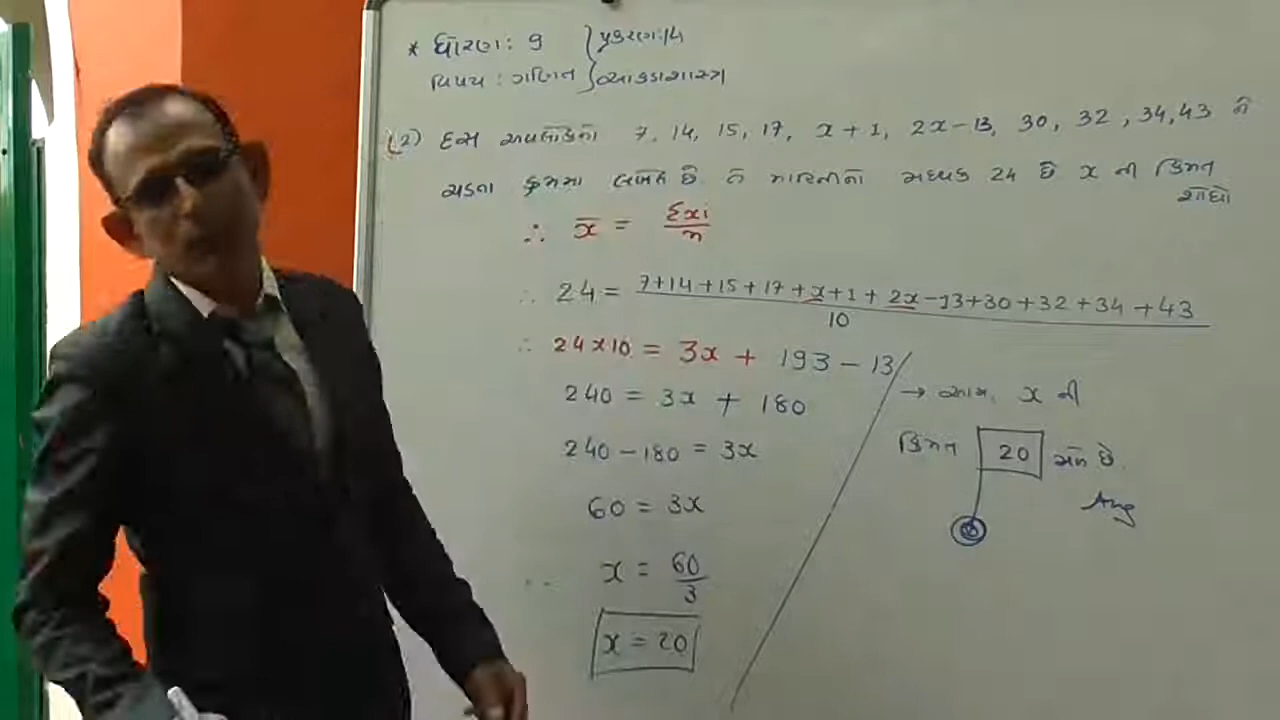 * ધોરણ : 9 } પ્રકરણ : 14
વિષય : ગણિત } આંકડાશાસ્ત્ર
(2) દસ અવલોકનો 7, 14, 15, 17, x + 1, 2x - 13, 30, 32, 34, 43 ને
ચડતા ક્રમમાં છે. મધ્યક 24 છે x ની કિંમત
શોધો
∴ x̄ = Σxi / n
∴ 24 = 7 + 14 + 15 + 17 + x + 1 + 2x - 13 + 30 + 32 + 34 + 43 / 10
∴ 24 x 10 = 3x + 193 - 13
240 = 3x + 180
240 - 180 = 3x
60 = 3x
∴ x = 60 / 3
x = 20
→ આમ, x ની
કિંમત 20 મળે છે.
Ans